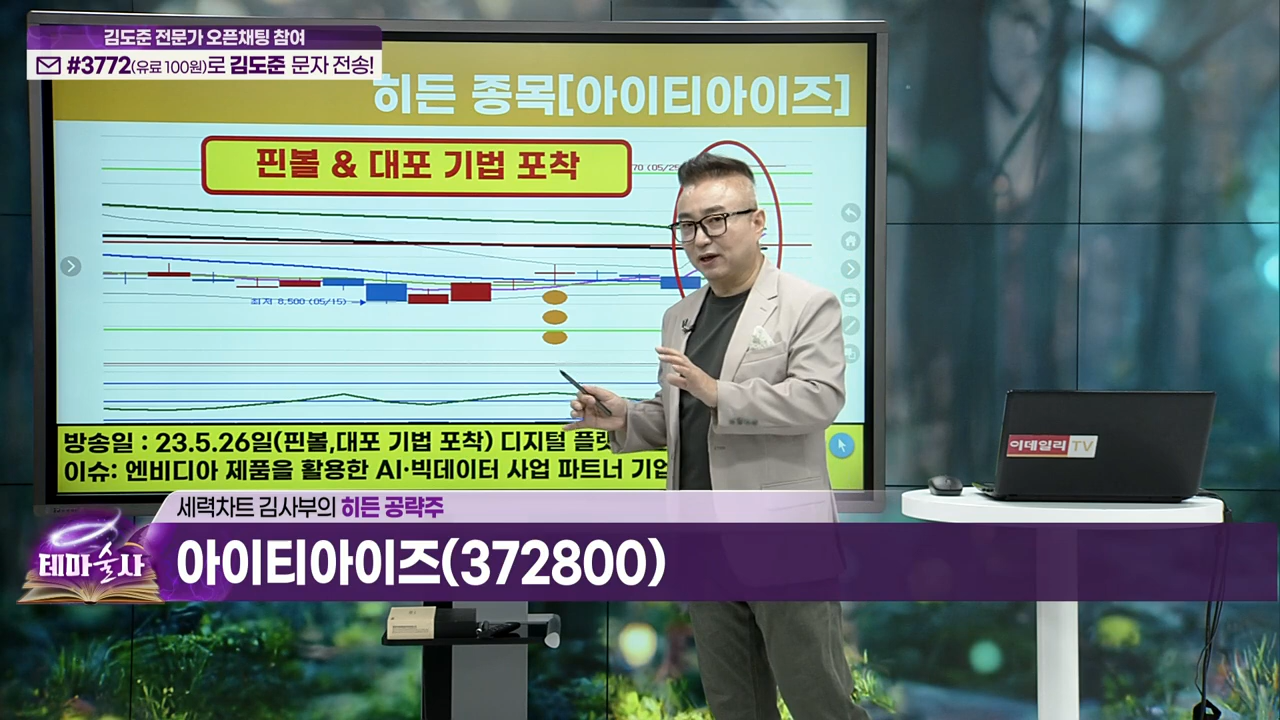 김도준 전문가 오픈채팅 참여
#3772(유료 100원)로 김도준 문자 전송!
히든 종목[아이티아이즈]
핀볼 & 대포 기법 포착
70 (05/25
최저 8,500 (05/15)
방송일 : 23.5.26일(핀볼,대포 기법 포착) 디지털 플랫
이슈: 엔비디아 제품을 활용한 AI·빅데이터 사업 파트너 기업
이데일리 TV
세력차트 김사부의 히든 공략주
테마술사
아이티아이즈(372800)